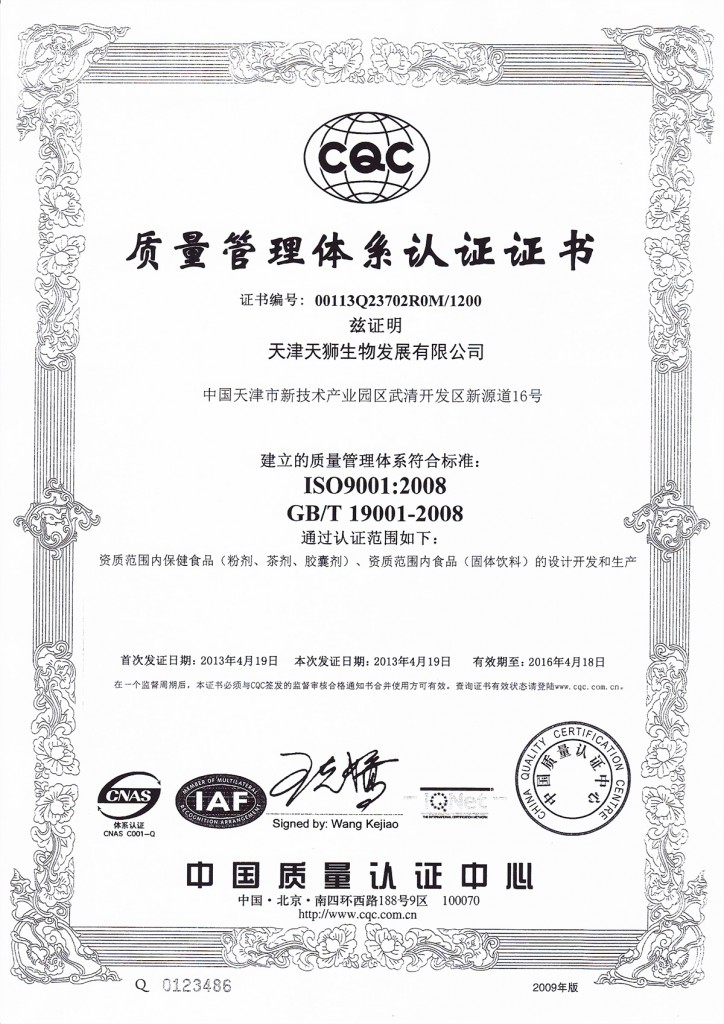 CQC
质量管理体系认证证书
证书编号：00113Q23702R0M/1200
兹证明
天津天狮生物发展有限公司
中国天津市新技术产业园区武清开发区新源道16号
建立的质量管理体系符合标准：
ISO9001:2008
GB/T 19001-2008
通过认证范围如下：
资质范围内保健食品（粉剂、茶剂、胶囊剂）、资质范围内食品（固体饮料）的设计开发和生产
首次发证日期：2013年4月19日 本次发证日期：2013年4月19日 有效期至：2016年4月18日
在一个监督周期后，本证书必须与CQC签发的监督审核合格通知书合并使用方可有效。查询证书有效状态请登陆www.cqc.com.cn。
CNAS
体系认证
CNAS C001-Q
MEMBER OF MULTILATERAL
IAF
RECOGNITION ARRANGEMENT
Signed by: Wang Kejiao
IQNet
THE INTERNATIONAL CERTIFICATION NETWORK
CHINA QUALITY CERTIFICATION CENTRE
中国质量认证中心
中国质量认证中心
中国·北京·南四环西路188号9区 100070
http://www.cqc.com.cn
Q 0123486
2009年版